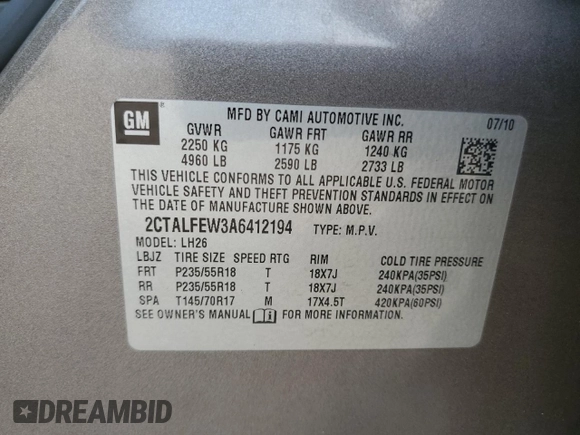 GM
MFD BY CAMI AUTOMOTIVE INC. 07/10
GVWR GAWR FRT GAWR RR
2250 KG 1175 KG 1240 KG
4960 LB 2590 LB 2733 LB
THIS VEHICLE CONFORMS TO ALL APPLICABLE U.S. FEDERAL MOTOR
VEHICLE SAFETY AND THEFT PREVENTION STANDARDS IN EFFECT ON
THE DATE OF MANUFACTURE SHOWN ABOVE.
2CTALFEW3A6412194 TYPE: M.P.V.
MODEL: LH26
LBJZ TIRE SIZE SPEED RTG RIM COLD TIRE PRESSURE
FRT P235/55R18 T 18X7J 240KPA(35PSI)
RR P235/55R18 T 18X7J 240KPA(35PSI)
SPA T145/70R17 M 17X4.5T 420KPA(60PSI)
SEE OWNER'S MANUAL FOR MORE INFORMATION.
DREAMBID